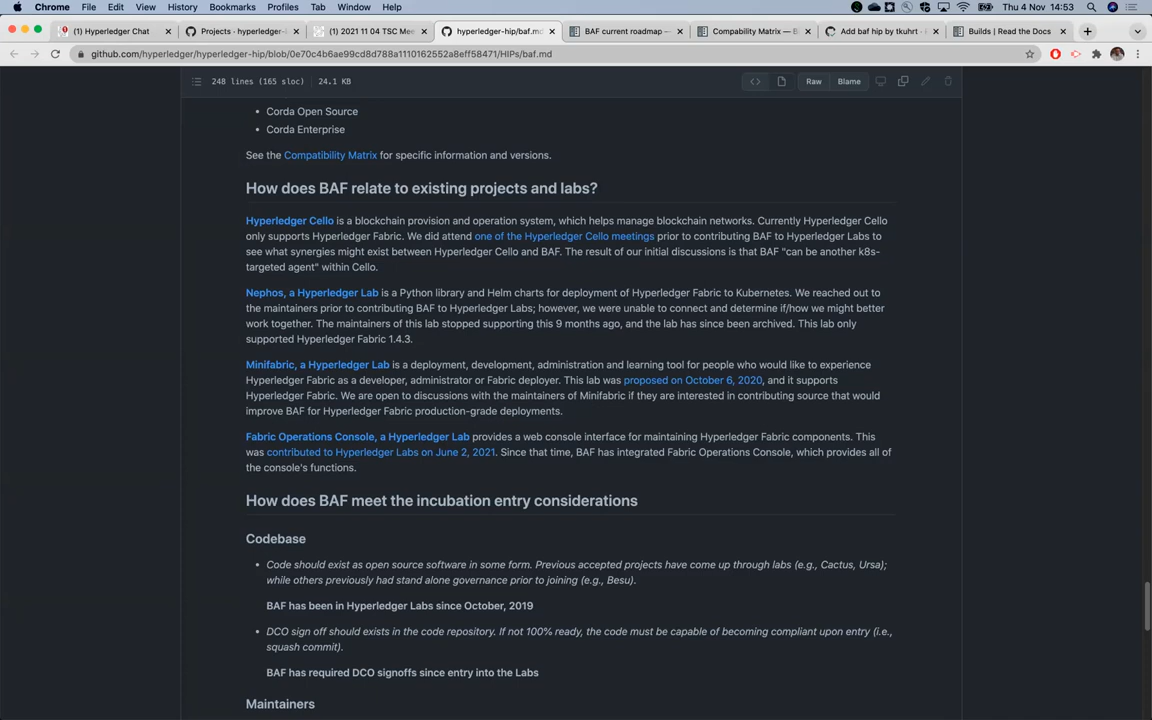 Chrome File Edit View History Bookmarks Profiles Tab Window Help Thu 4 Nov 14:53
(1) Hyperledger Chat Projects - hyperledger- (1) 2021 11 04 TSC Mee hyperledger-hip/baf.md BAF current roadmap — Compability Matrix — B Add baf hip by tkuhrt · Builds | Read the Docs
github.com/hyperledger/hyperledger-hip/blob/0e70c4b6ae99cd8d788a1110162552a8eff58471/HIPs/baf.md
248 lines (165 sloc) 24.1 KB Raw Blame
• Corda Open Source
• Corda Enterprise
See the Compatibility Matrix for specific information and versions.
How does BAF relate to existing projects and labs?
Hyperledger Cello is a blockchain provision and operation system, which helps manage blockchain networks. Currently Hyperledger Cello
only supports Hyperledger Fabric. We did attend one of the Hyperledger Cello meetings prior to contributing BAF to Hyperledger Labs to
see what synergies might exist between Hyperledger Cello and BAF. The result of our initial discussions is that BAF "can be another k8s-
targeted agent" within Cello.
Nephos, a Hyperledger Lab is a Python library and Helm charts for deployment of Hyperledger Fabric to Kubernetes. We reached out to
the maintainers prior to contributing BAF to Hyperledger Labs; however, we were unable to connect and determine if/how we might better
work together. The maintainers of this lab stopped supporting this 9 months ago, and the lab has since been archived. This lab only
supported Hyperledger Fabric 1.4.3.
Minifabric, a Hyperledger Lab is a deployment, development, administration and learning tool for people who would like to experience
Hyperledger Fabric as a developer, administrator or Fabric deployer. This lab was proposed on October 6, 2020, and it supports
Hyperledger Fabric. We are open to discussions with the maintainers of Minifabric if they are interested in contributing source that would
improve BAF for Hyperledger Fabric production-grade deployments.
Fabric Operations Console, a Hyperledger Lab provides a web console interface for maintaining Hyperledger Fabric components. This
was contributed to Hyperledger Labs on June 2, 2021. Since that time, BAF has integrated Fabric Operations Console, which provides all of
the console's functions.
How does BAF meet the incubation entry considerations
Codebase
• Code should exist as open source software in some form. Previous accepted projects have come up through labs (e.g., Cactus, Ursa);
while others previously had stand alone governance prior to joining (e.g., Besu).
BAF has been in Hyperledger Labs since October, 2019
• DCO sign off should exists in the code repository. If not 100% ready, the code must be capable of becoming compliant upon entry (i.e.,
squash commit).
BAF has required DCO signoffs since entry into the Labs
Maintainers